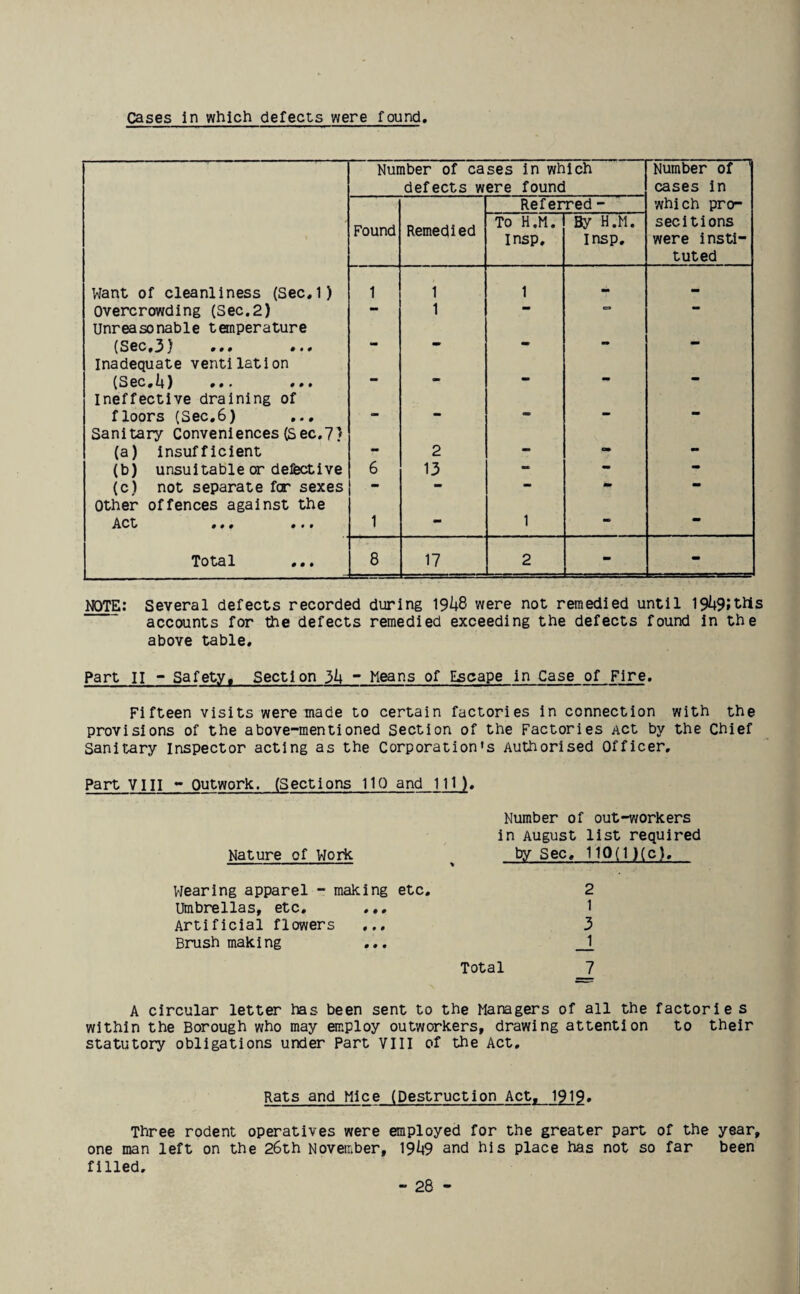 Cases in which defects were found.
Number of cases in which defects were found
Number of cases in which pro-secitions were insti-tuted
Found
Remedied
Referred -
To H.M. Insp.
By H.M. Insp.
Want of cleanliness (Sec.1) 1 1 1 - -
Overcrowding (Sec.2) - 1 - - -
Unreasonable temperature
(Sec.3) ... ... - - - - -
Inadequate ventilation
(Sec.4) ... ... - - - - -
Ineffective draining of
floors (Sec.6) ... - - - - -
Sanitary Conveniences (Sec.7)
(a) insufficient - 2 - - -
(b) unsuitable or defective 6 13 - - -
(c) not separate for sexes - - - - -
Other offences against the
Act ... ... 1 - 1 - -
Total ... 8 17 2 - -
NOTE: Several defects recorded during 1948 were not remedied until 1949;this
accounts for the defects remedied exceeding the defects found in the
above table.
Part II - Safety, Section 34 - Means of Escape in Case of Fire.
Fifteen visits were made to certain factories in connection with the
provisions of the above-mentioned Section of the Factories Act by the Chief
Sanitary Inspector acting as the Corporation's Authorised Officer.
Part VIII - Outwork. (Sections 110 and 111).
Number of out-workers
in August list required
Nature of Work by Sec. 110(1)(c).
Wearing apparel - making etc. 2
Umbrellas, etc. ... 1
Artificial flowers ... 3
Brush making ... 1
Total 7
A circular letter has been sent to the Managers of all the factories
within the Borough who may employ outworkers, drawing attention to their
statutory obligations under Part VIII of the Act.
Rats and Mice (Destruction Act, 1919.
Three rodent operatives were employed for the greater part of the year,
one man left on the 26th November, 1949 and his place has not so far been
filled.
- 28 -